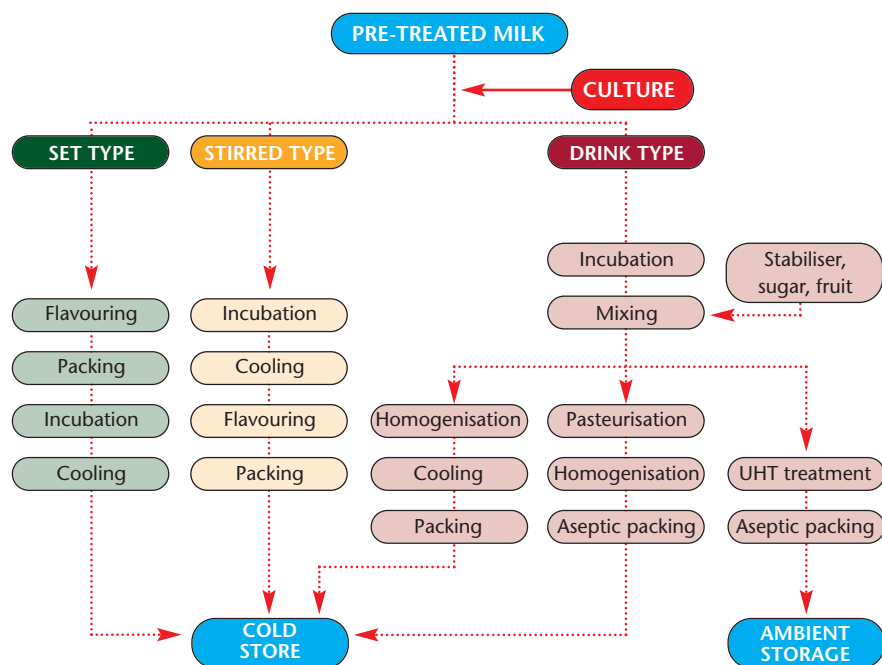 PRE-TREATED MILK
CULTURE
SET TYPE
STIRRED TYPE
DRINK TYPE
Incubation
Stabiliser,
sugar, fruit
Mixing
Flavouring
Incubation
Packing
Cooling
Incubation
Flavouring
Homogenisation
Pasteurisation
Cooling
Packing
Cooling
Homogenisation
UHT treatment
Packing
Aseptic packing
Aseptic packing
COLD
STORE
AMBIENT
STORAGE